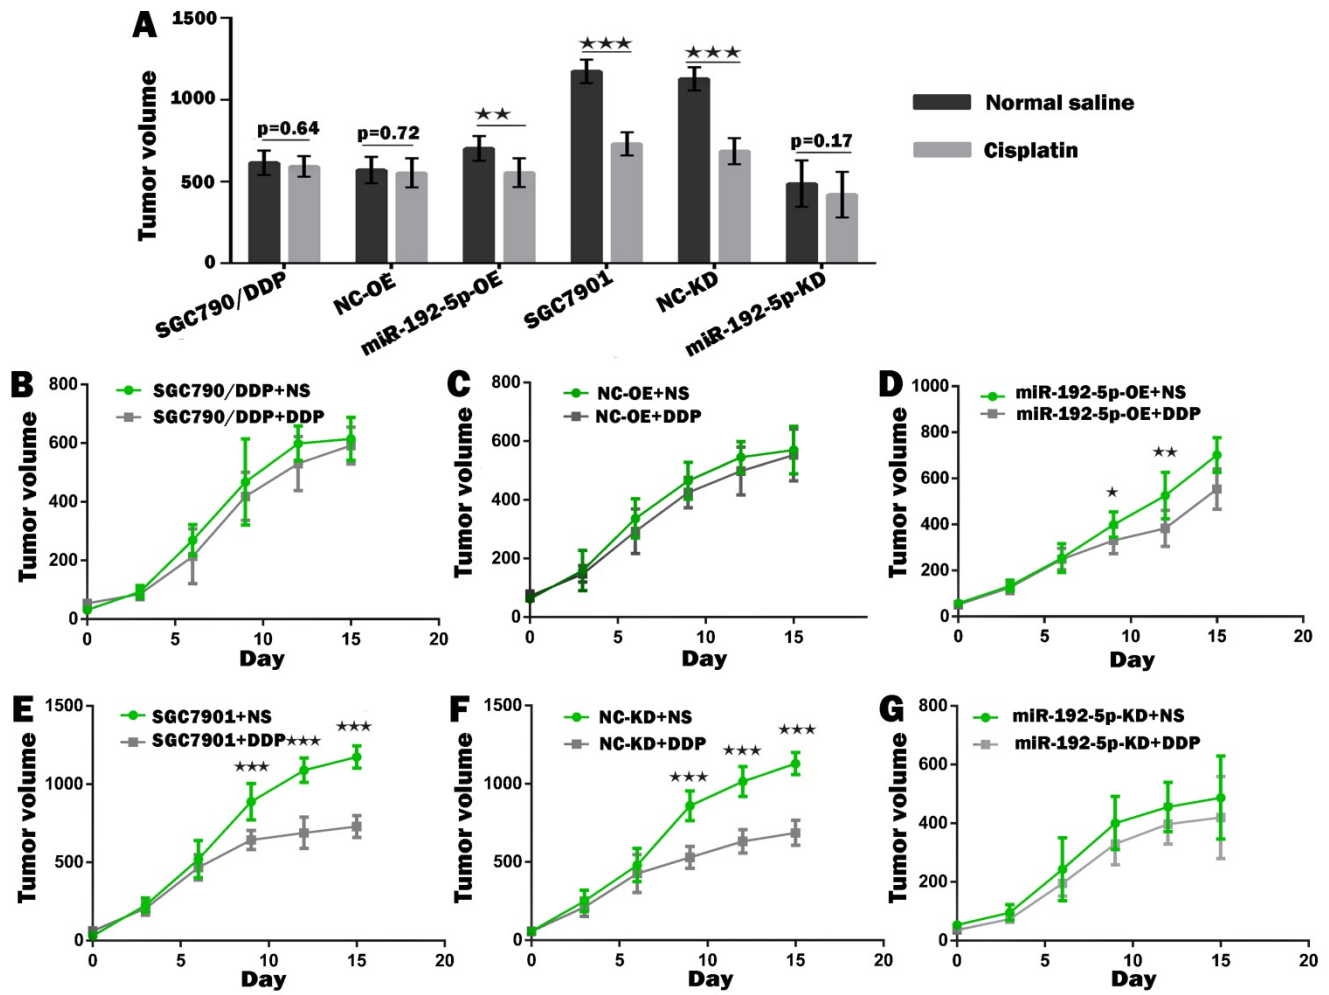 A
Tumor volume
1500
1000
500
0
p=0.64
p=0.72
★★
★★★
★★★
p=0.17
SGC790/DDP
NC-OE
miR-192-5p-OE
SGC7901
NC-KD
miR-192-5p-KD
Normal saline
Cisplatin
B
Tumor volume
800
600
400
200
0
SGC790/DDP+NS
SGC790/DDP+DDP
0 5 10 15 20
Day
C
Tumor volume
800
600
400
200
0
NC-OE+NS
NC-OE+DDP
0 5 10 15
Day
D
Tumor volume
1000
800
600
400
200
0
miR-192-5p-OE+NS
miR-192-5p-OE+DDP
★
★★
0 5 10 15 20
Day
E
Tumor volume
1500
1000
500
0
SGC7901+NS
SGC7901+DDP
★★★
★★★
★★★
0 5 10 15 20
Day
F
Tumor volume
1500
1000
500
0
NC-KD+NS
NC-KD+DDP
★★★
★★★
★★★
0 5 10 15 20
Day
G
Tumor volume
800
600
400
200
0
miR-192-5p-KD+NS
miR-192-5p-KD+DDP
0 5 10 15 20
Day